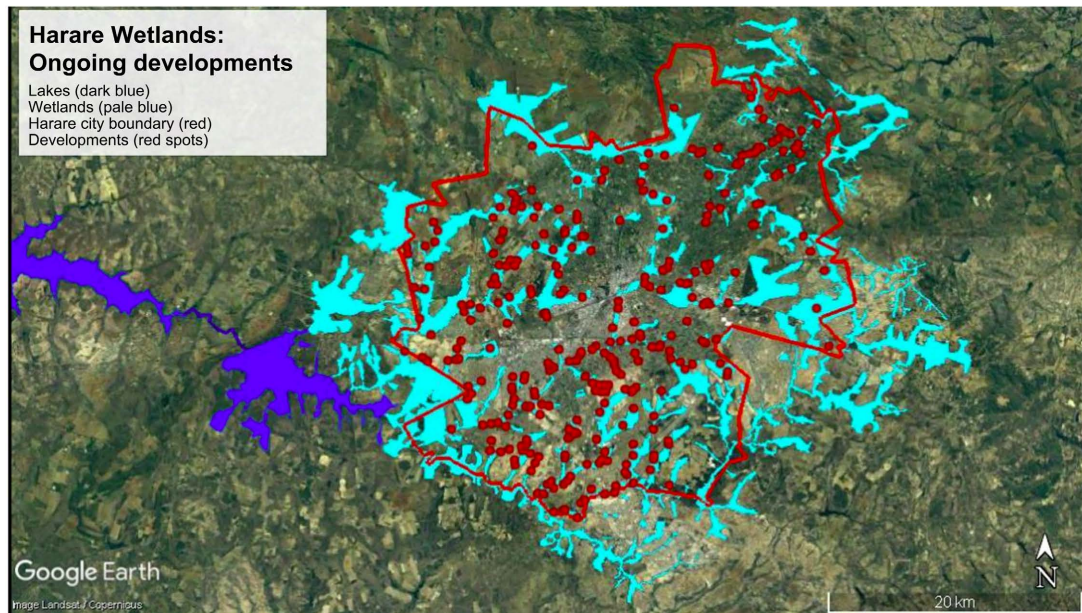 Harare Wetlands:
Ongoing developments
Lakes (dark blue)
Wetlands (pale blue)
Harare city boundary (red)
Developments (red spots)
Google Earth
Image Landsat / Copernicus
N
20 km